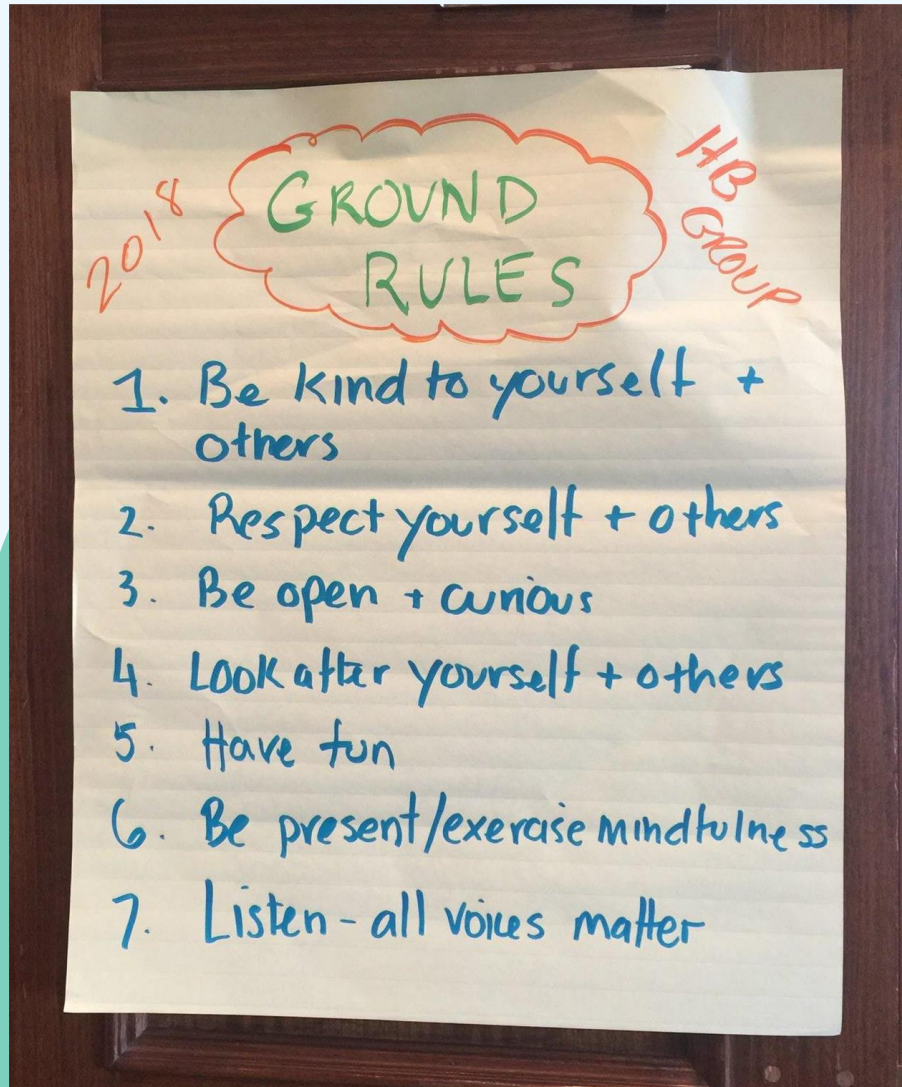 2018
GROUND
RULES
HB
GROUP
1. Be kind to yourself +
others
2. Respect yourself + others
3. Be open + curious
4. Look after yourself + others
5. Have fun
6. Be present/exercise mindfulness
7. Listen - all voices matter